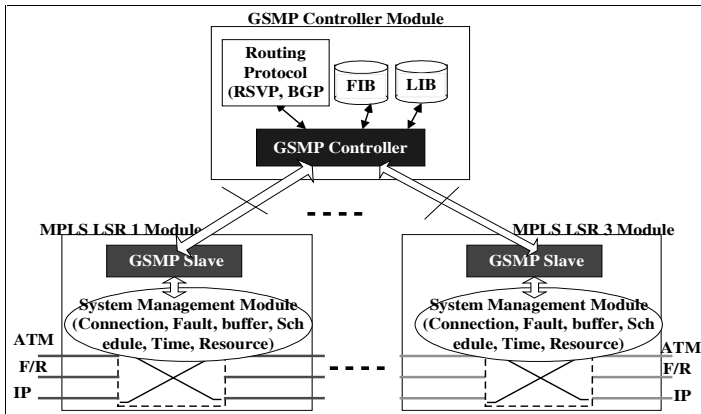 GSMP Controller Module
Routing
Protocol
(RSVP, BGP
FIB
LIB
GSMP Controller
MPLS LSR 1 Module
GSMP Slave
System Management Module
(Connection, Fault, buffer, Sch
edule, Time, Resource)
ATM
F/R
IP
MPLS LSR 3 Module
GSMP Slave
System Management Module
(Connection, Fault, buffer, Sch
edule, Time, Resource)
ATM
F/R
IP